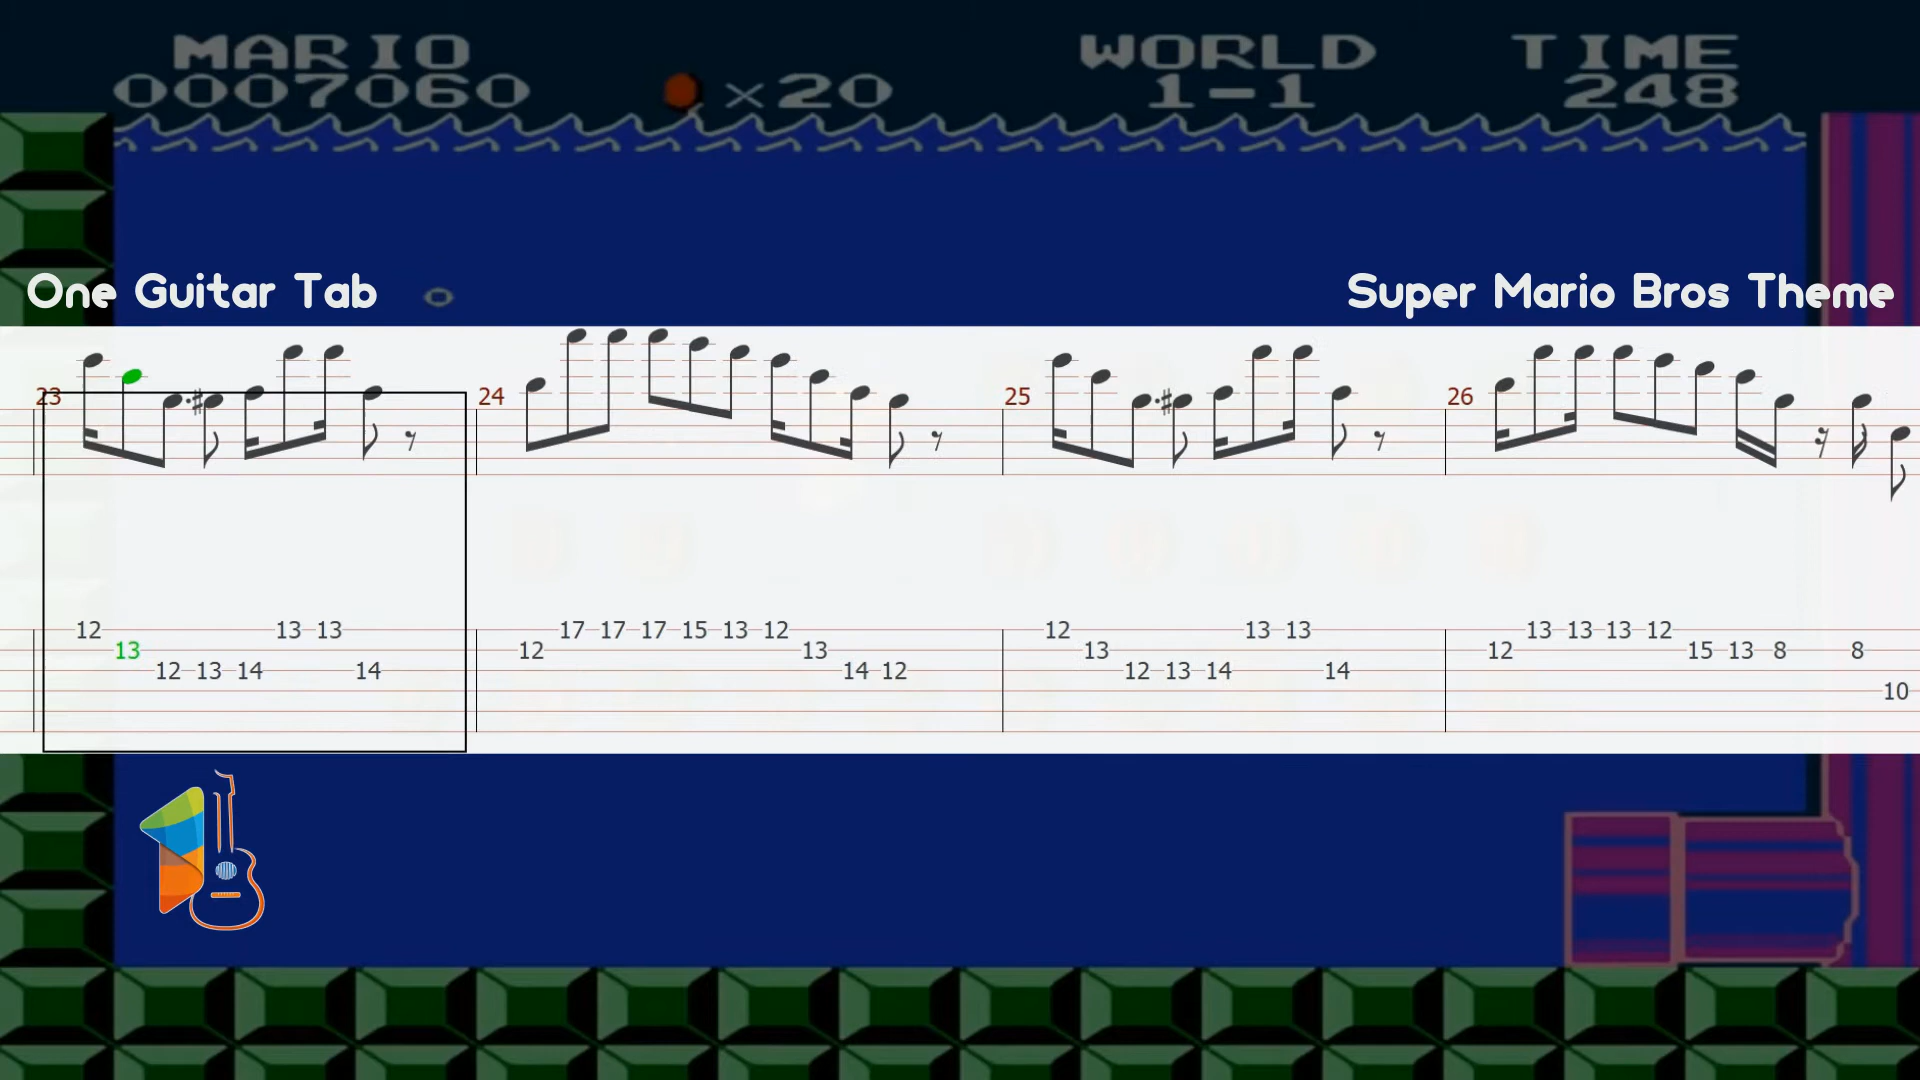 MARIO WORLD TIME
0007060 ×20 1-1 248
One Guitar Tab Super Mario Bros Theme
23 24 25 26
12 13 13 17 17 17 15 13 12 12 13 13 13 13 13 12
13 12 13 13 12 15 13 8 8
12 13 14 14 14 12 12 13 14 14
10